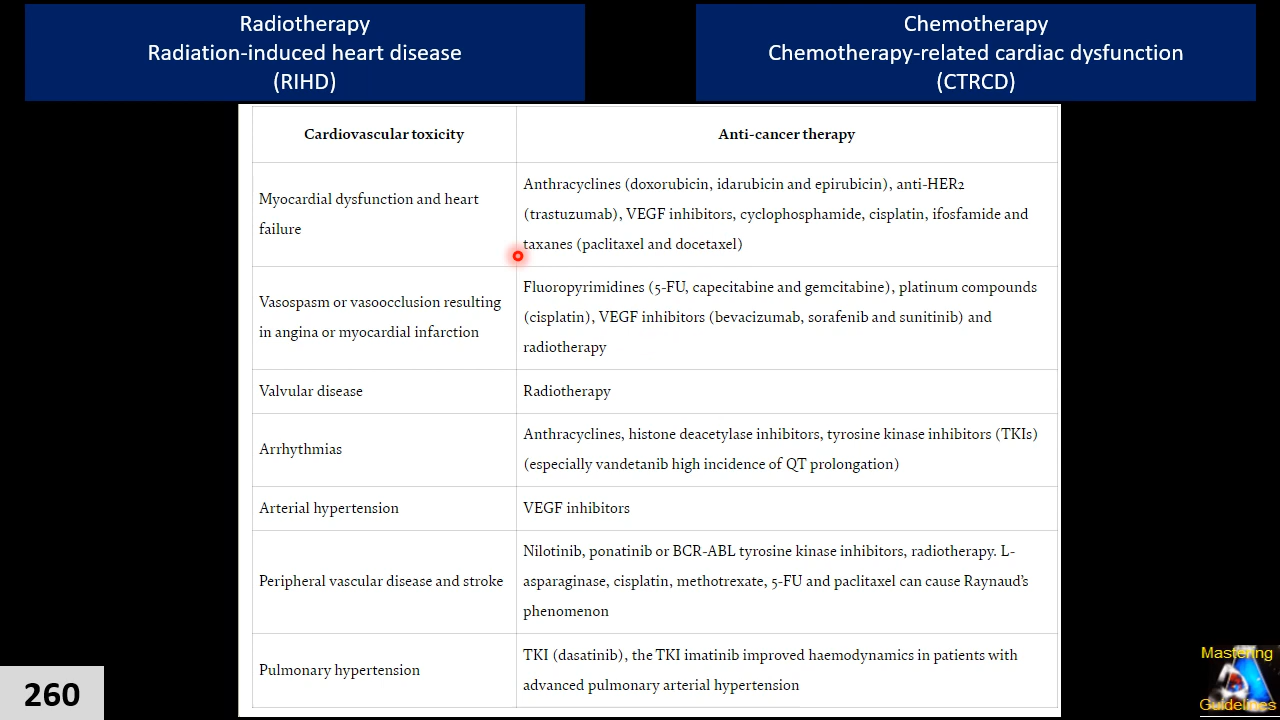 Radiotherapy
Radiation-induced heart disease
(RIHD)
Chemotherapy
Chemotherapy-related cardiac dysfunction
(CTRCD)
Cardiovascular toxicity
Anti-cancer therapy
Myocardial dysfunction and heart
failure
Anthracyclines (doxorubicin, idarubicin and epirubicin), anti-HER2
(trastuzumab), VEGF inhibitors, cyclophosphamide, cisplatin, ifosfamide and
taxanes (paclitaxel and docetaxel)
Vasospasm or vasoocclusion resulting
in angina or myocardial infarction
Fluoropyrimidines (5-FU, capecitabine and gemcitabine), platinum compounds
(cisplatin), VEGF inhibitors (bevacizumab, sorafenib and sunitinib) and
radiotherapy
Valvular disease
Radiotherapy
Arrhythmias
Anthracyclines, histone deacetylase inhibitors, tyrosine kinase inhibitors (TKIs)
(especially vandetanib high incidence of QT prolongation)
Arterial hypertension
VEGF inhibitors
Peripheral vascular disease and stroke
Nilotinib, ponatinib or BCR-ABL tyrosine kinase inhibitors, radiotherapy. L-
asparaginase, cisplatin, methotrexate, 5-FU and paclitaxel can cause Raynaud's
phenomenon
Pulmonary hypertension
TKI (dasatinib), the TKI imatinib improved haemodynamics in patients with
advanced pulmonary arterial hypertension
260
Mastering
Guidelines